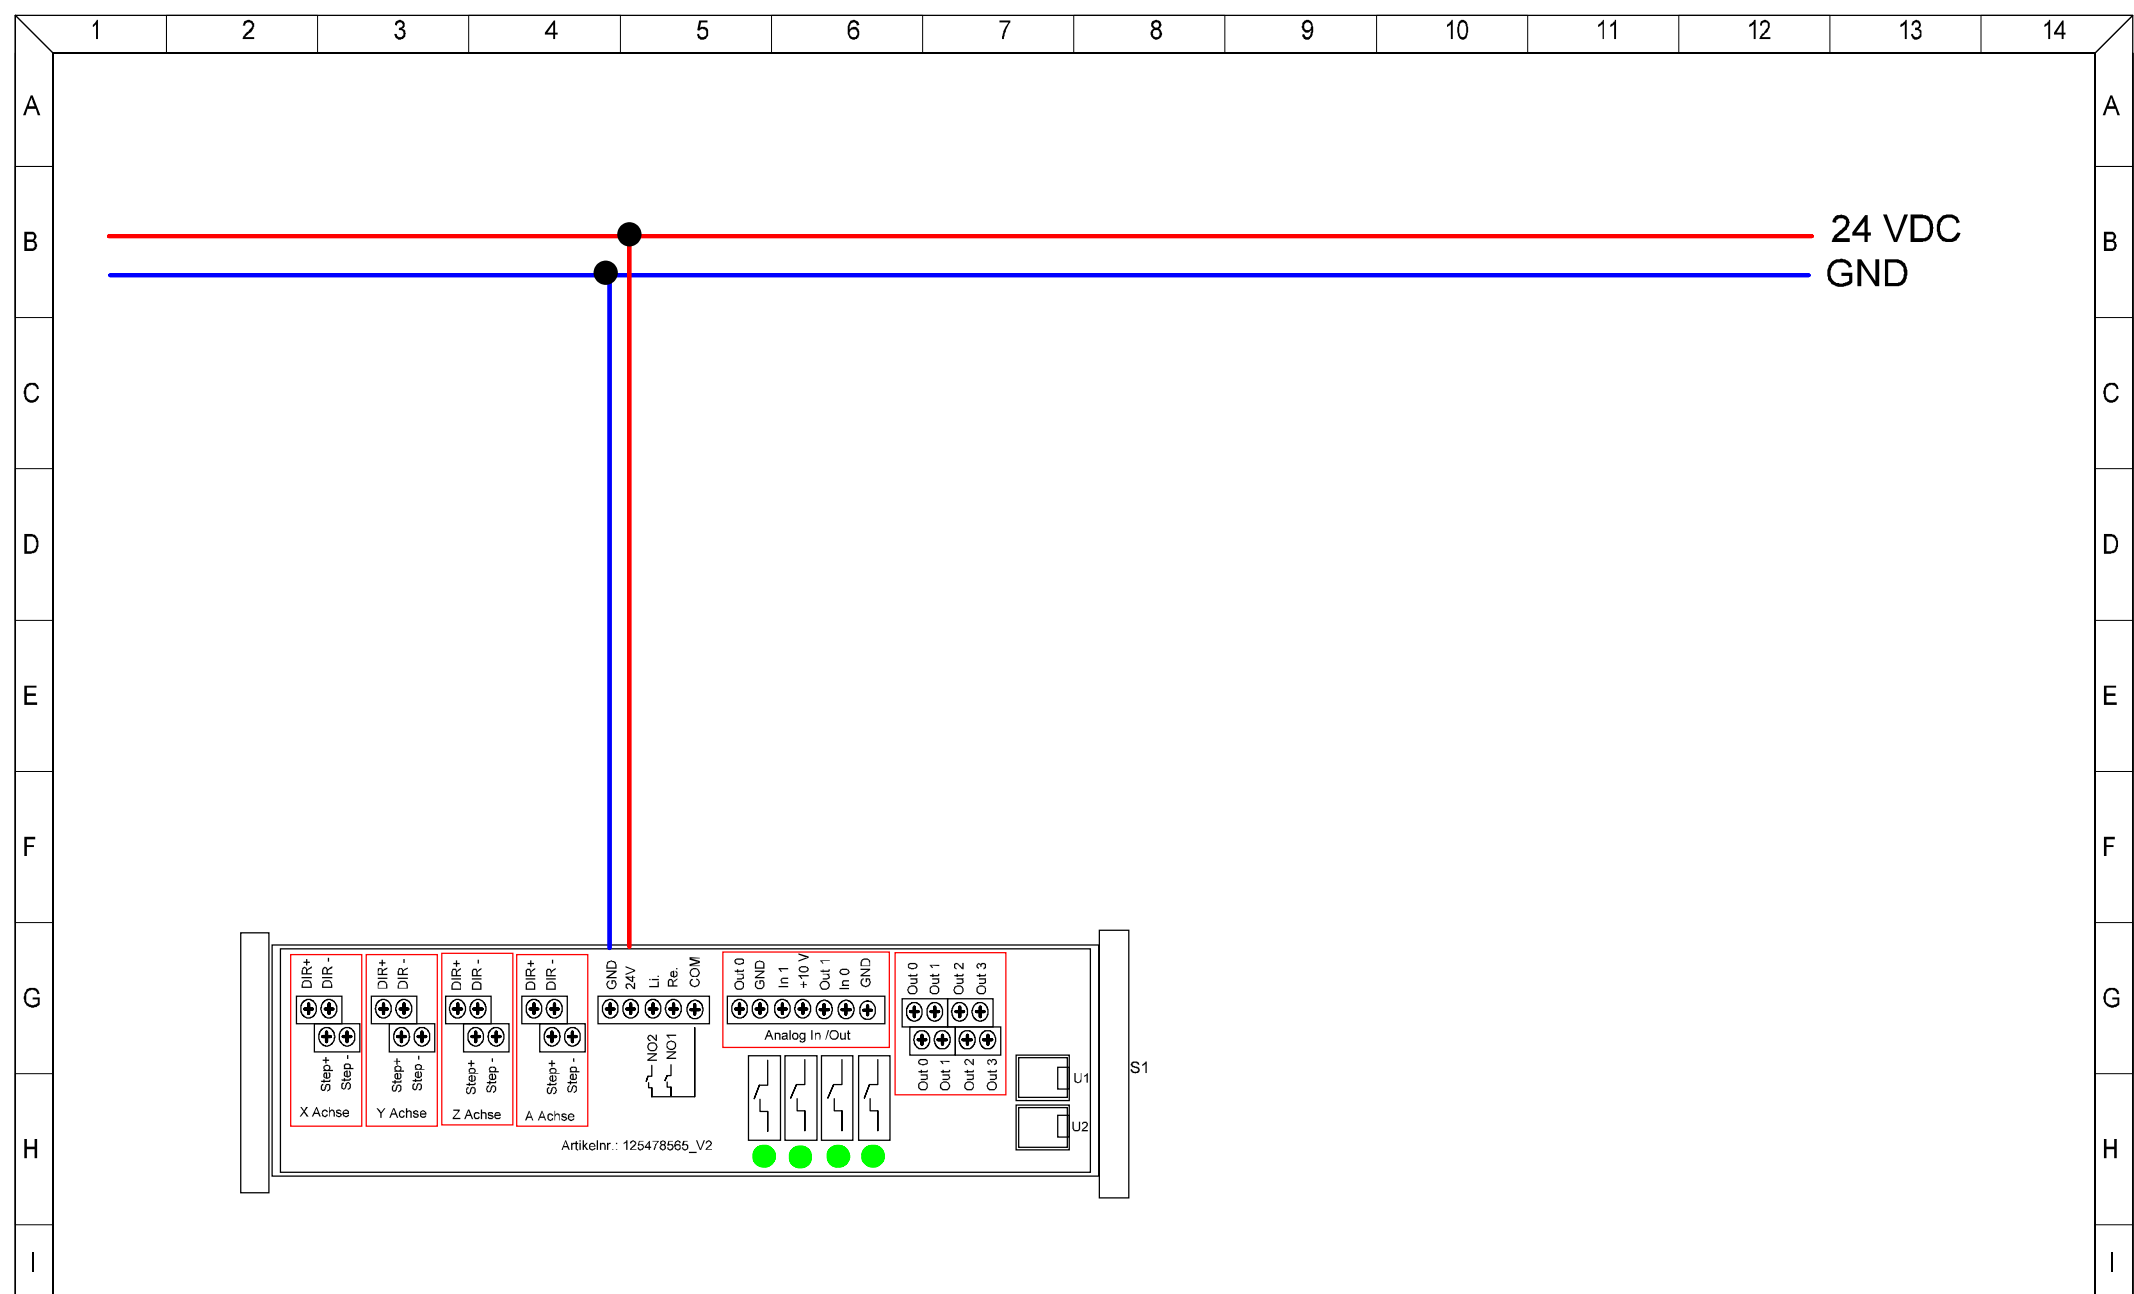 1 2 3 4 5 6 7 8 9 10 11 12 13 14
A A
B 24 VDC B
GND
C C
D D
E E
F F
G G
DIR+ DIR - DIR+ DIR - DIR+ DIR - DIR+ DIR - GND 24V Li. Re. COM Out 0 GND In 1 +10 V Out 1 In 0 GND Out 0 Out 1 Out 2 Out 3
Analog In /Out
NO2 NO1
Step+ Step - Step+ Step - Step+ Step - Step+ Step - Out 0 Out 1 Out 2 Out 3
S1
U1
X Achse Y Achse Z Achse A Achse
U2
H Artikelnr.: 125478565_V2 H
I I